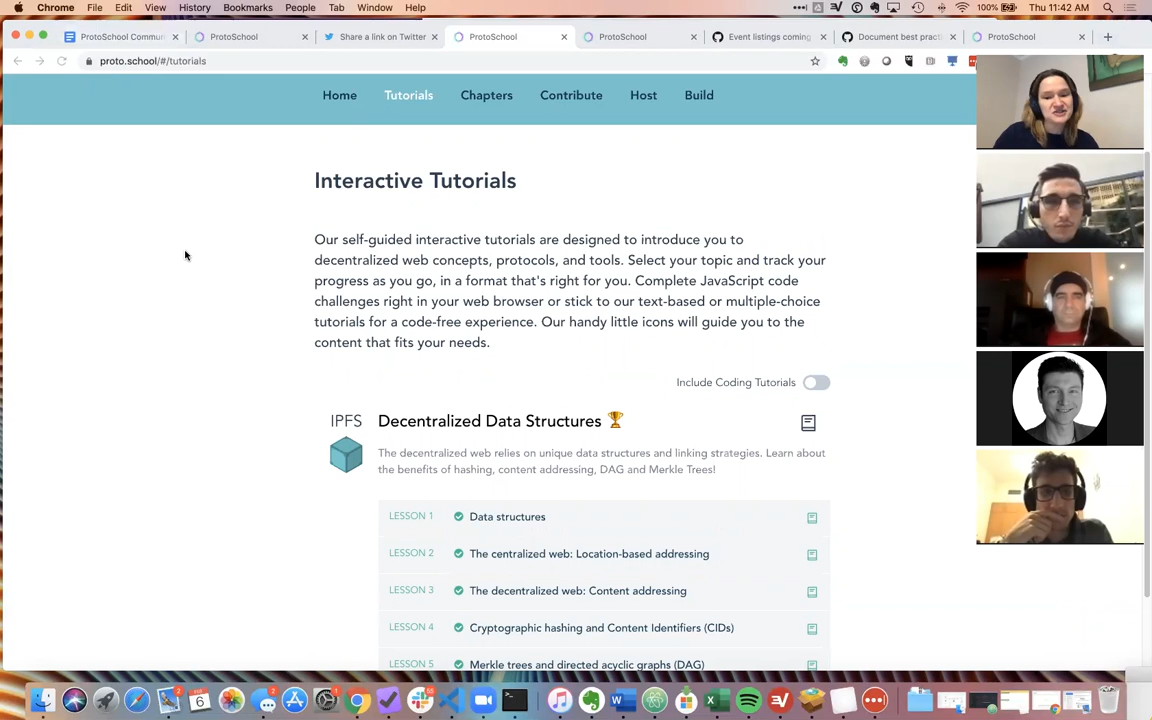 Chrome File Edit View History Bookmarks People Tab Window Help 100% Thu 11:42 AM
ProtoSchool Commun ProtoSchool Share a link on Twitter ProtoSchool ProtoSchool Event listings coming Document best pract ProtoSchool
proto.school/#/tutorials
Home Tutorials Chapters Contribute Host Build
Interactive Tutorials
Our self-guided interactive tutorials are designed to introduce you to
decentralized web concepts, protocols, and tools. Select your topic and track your
progress as you go, in a format that's right for you. Complete JavaScript code
challenges right in your web browser or stick to our text-based or multiple-choice
tutorials for a code-free experience. Our handy little icons will guide you to the
content that fits your needs.
Include Coding Tutorials
IPFS Decentralized Data Structures 🏆
The decentralized web relies on unique data structures and linking strategies. Learn about
the benefits of hashing, content addressing, DAG and Merkle Trees!
LESSON 1 Data structures
LESSON 2 The centralized web: Location-based addressing
LESSON 3 The decentralized web: Content addressing
LESSON 4 Cryptographic hashing and Content Identifiers (CIDs)
LESSON 5 Merkle trees and directed acyclic graphs (DAG)